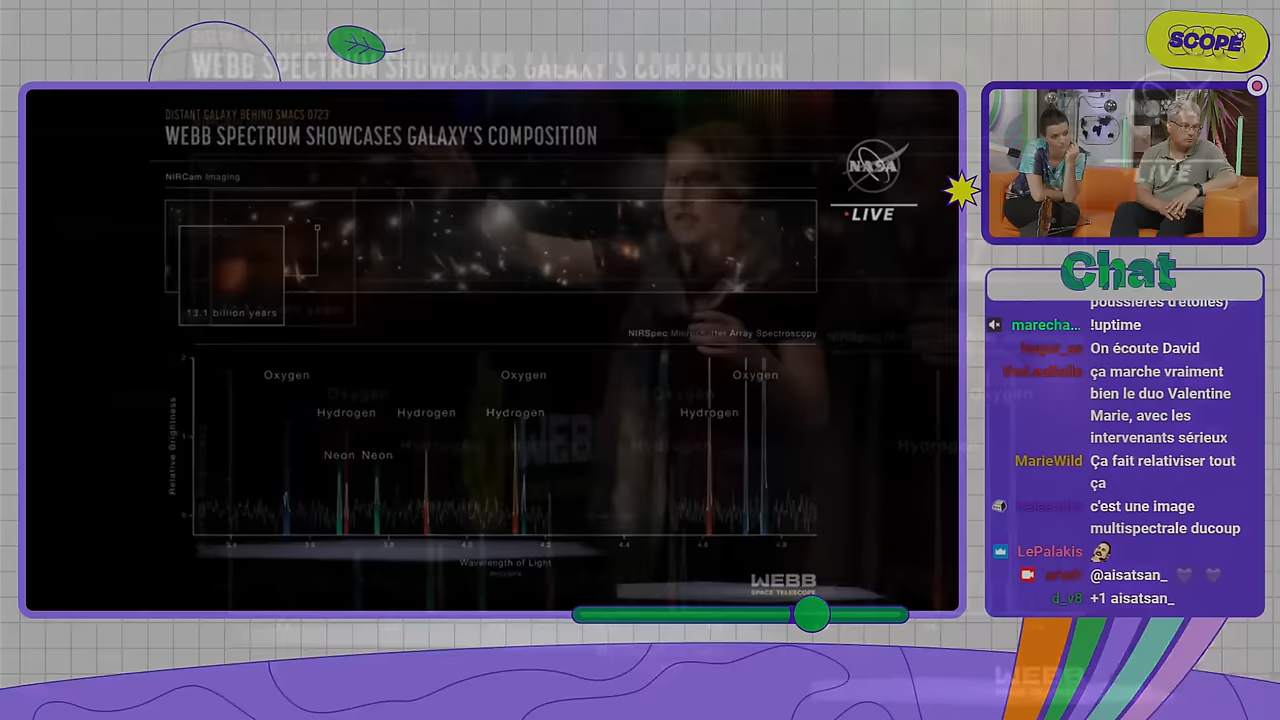 WEBB SPECTRUM SHOWCASES GALAXY'S COMPOSITION
SCOPE
DISTANT GALAXY BEHIND SMACS 0723
WEBB SPECTRUM SHOWCASES GALAXY'S COMPOSITION
NASA
LIVE
NIRCam Imaging
13.1 billion years
NIRSpec Microshutter Array Spectroscopy
Oxygen Oxygen Oxygen
Hydrogen Hydrogen Hydrogen Hydrogen
Neon Neon
Relative Brightness
Wavelength of Light
microns
WEBB
SPACE TELESCOPE
Chat
poussières d'étoiles)
marecha... !uptime
On écoute David
ça marche vraiment
bien le duo Valentine
Marie, avec les
intervenants sérieux
MarieWild Ça fait relativiser tout
ça
c'est une image
multispectrale ducoup
LePalakis
@aisatsan_
d_v8 +1 aisatsan_
WEBB